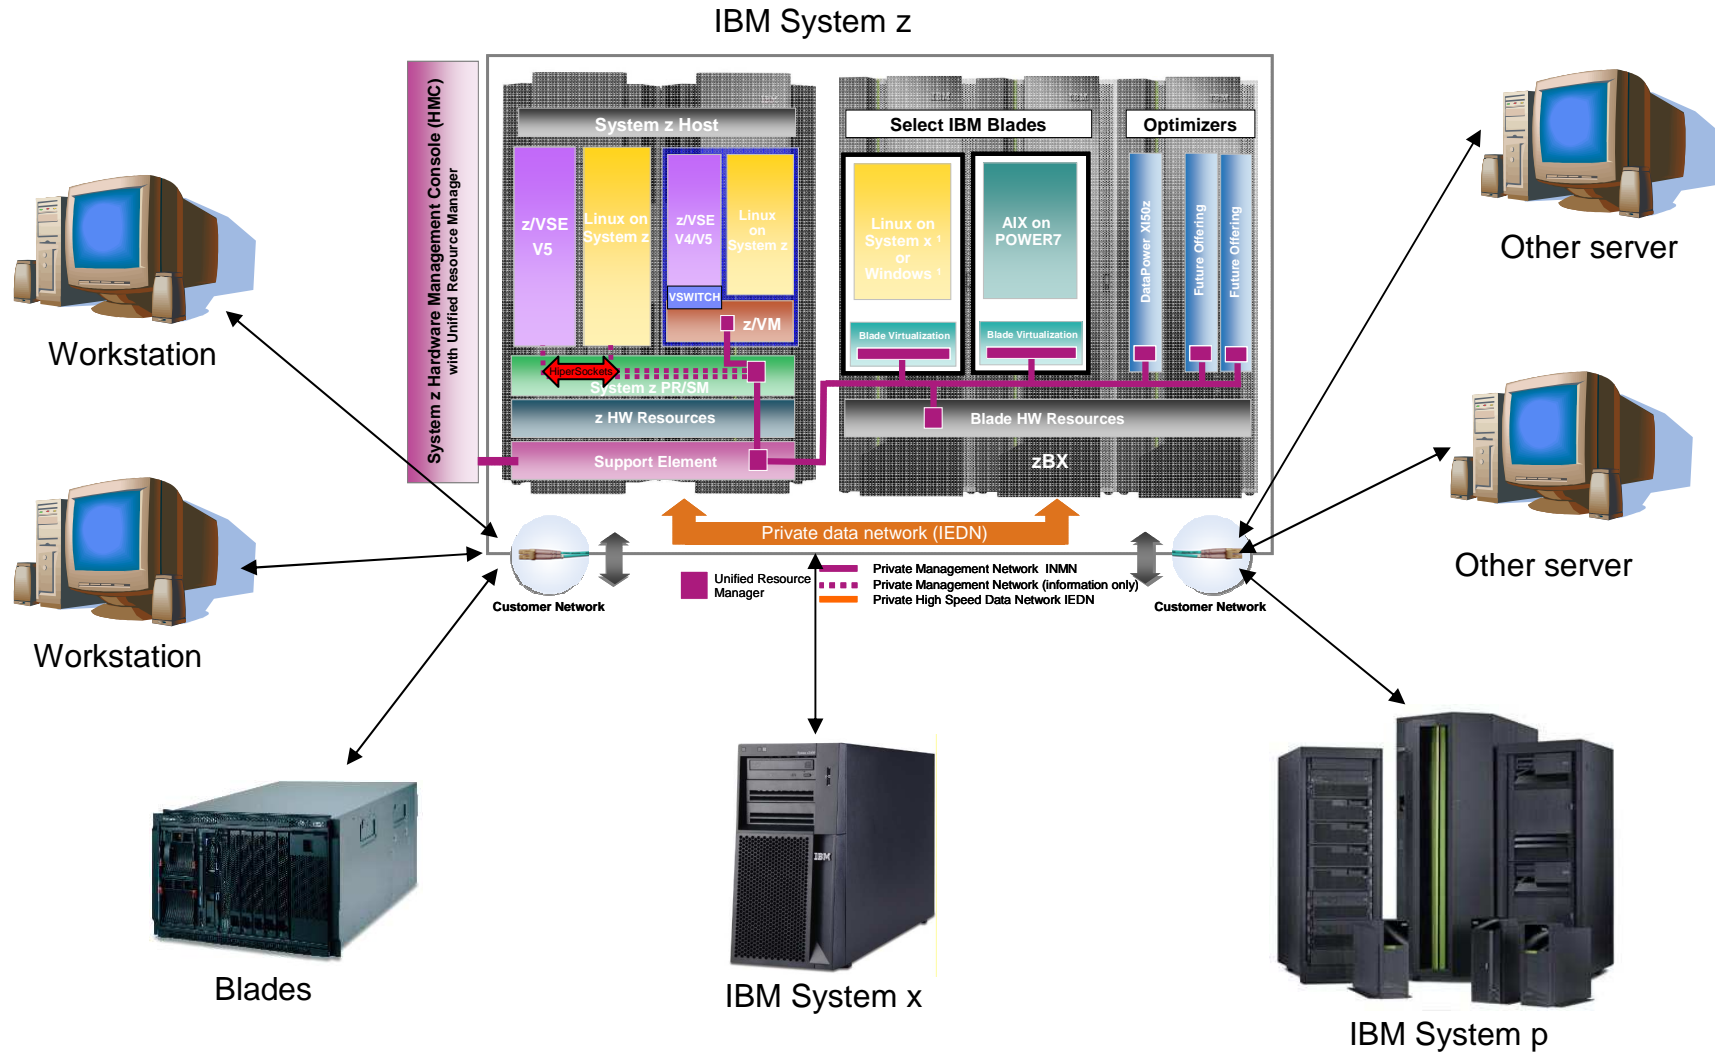 IBM System z
System z Hardware Management Console (HMC)
with Unified Resource Manager
System z Host
Select IBM Blades
Optimizers
z/VSE
V5
Linux on
System z
z/VSE
V4/V5
Linux
on
System z
VSWITCH
z/VM
Linux on
System x ¹
or
Windows ¹
AIX on
POWER7
Blade Virtualization
Blade Virtualization
DataPower XI50z
Future Offering
Future Offering
HiperSockets
System z PR/SM
z HW Resources
Blade HW Resources
Support Element
zBX
Private data network (IEDN)
Unified Resource
Manager
Private Management Network INMN
Private Management Network (information only)
Private High Speed Data Network IEDN
Customer Network
Customer Network
Workstation
Workstation
Other server
Other server
Blades
IBM
IBM System x
IBM System p